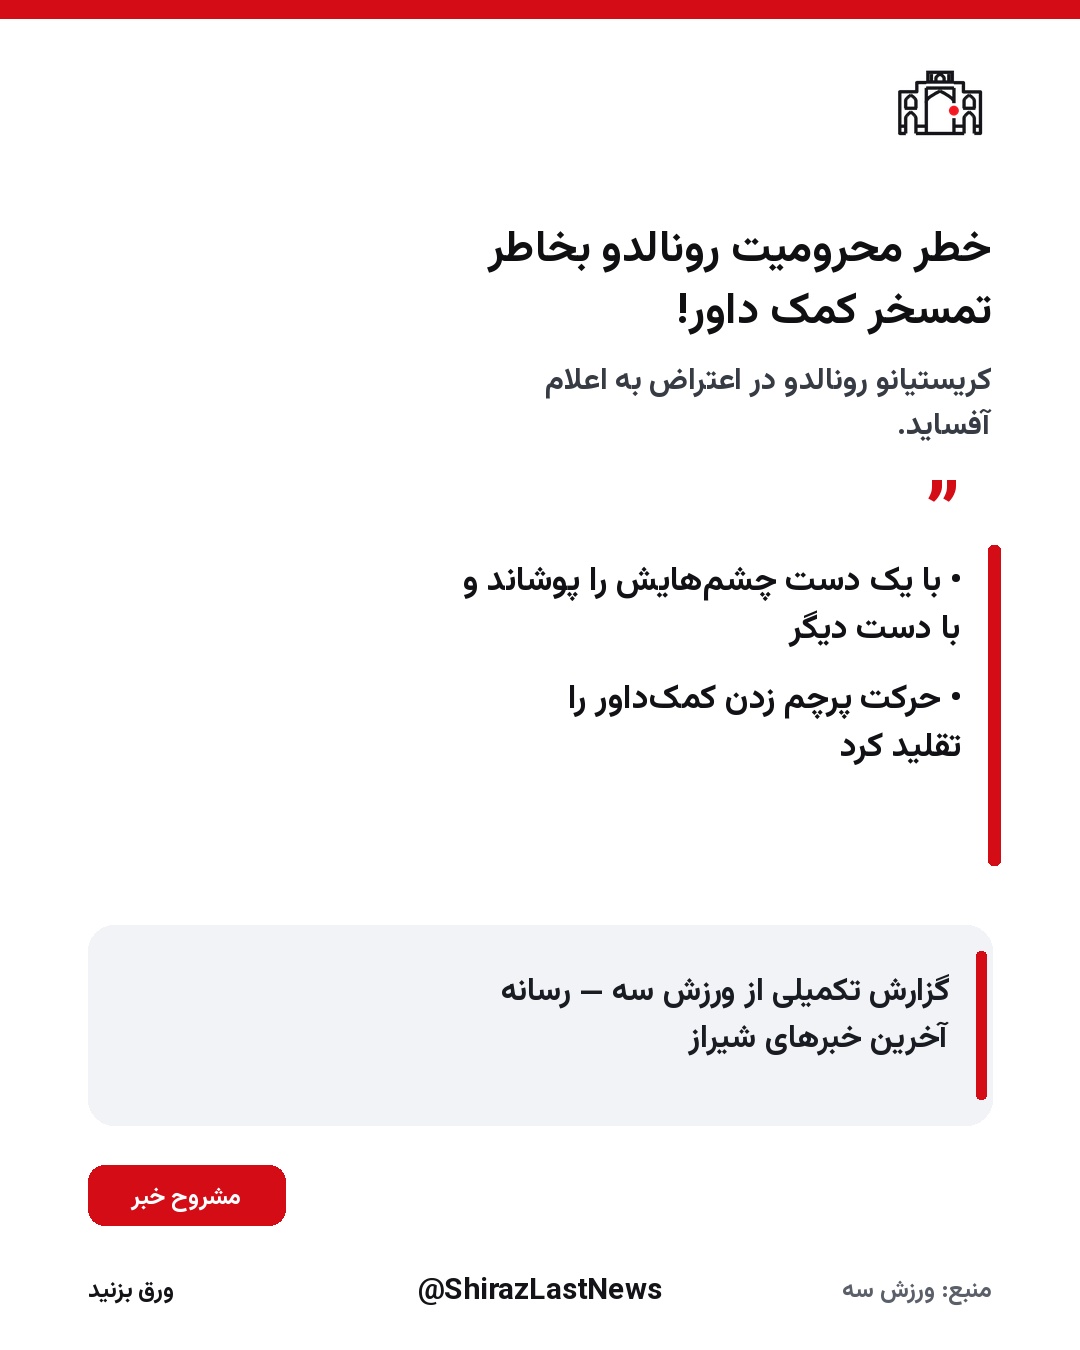 خطر محرومیت رونالدو بخاطر
تمسخر کمک داور!
کریستیانو رونالدو در اعتراض به اعلام
آفساید.
”
• با یک دست چشم‌هایش را پوشاند و
با دست دیگر
• حرکت پرچم زدن کمک‌داور را
تقلید کرد
گزارش تکمیلی از ورزش سه — رسانه
آخرین خبرهای شیراز
مشروح خبر
منبع: ورزش سه
@ShirazLastNews
ورق بزنید